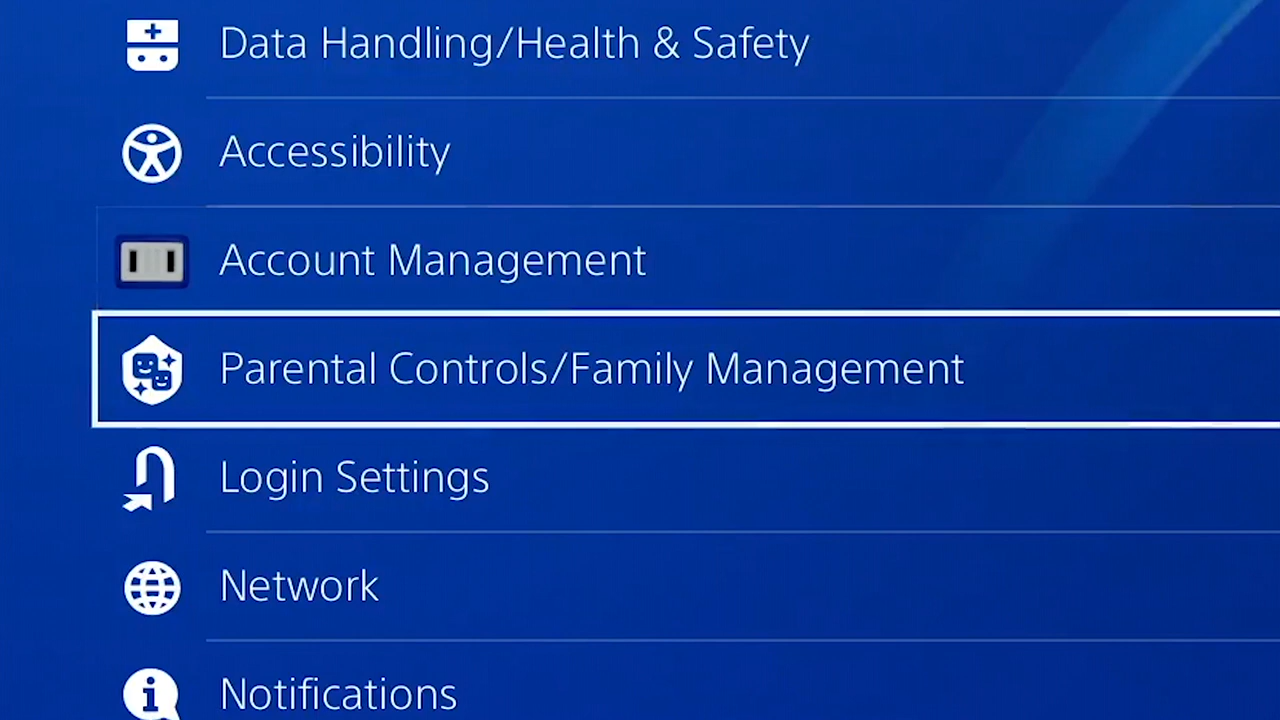 Data Handling/Health & Safety
Accessibility
Account Management
Parental Controls/Family Management
Login Settings
Network
Notifications